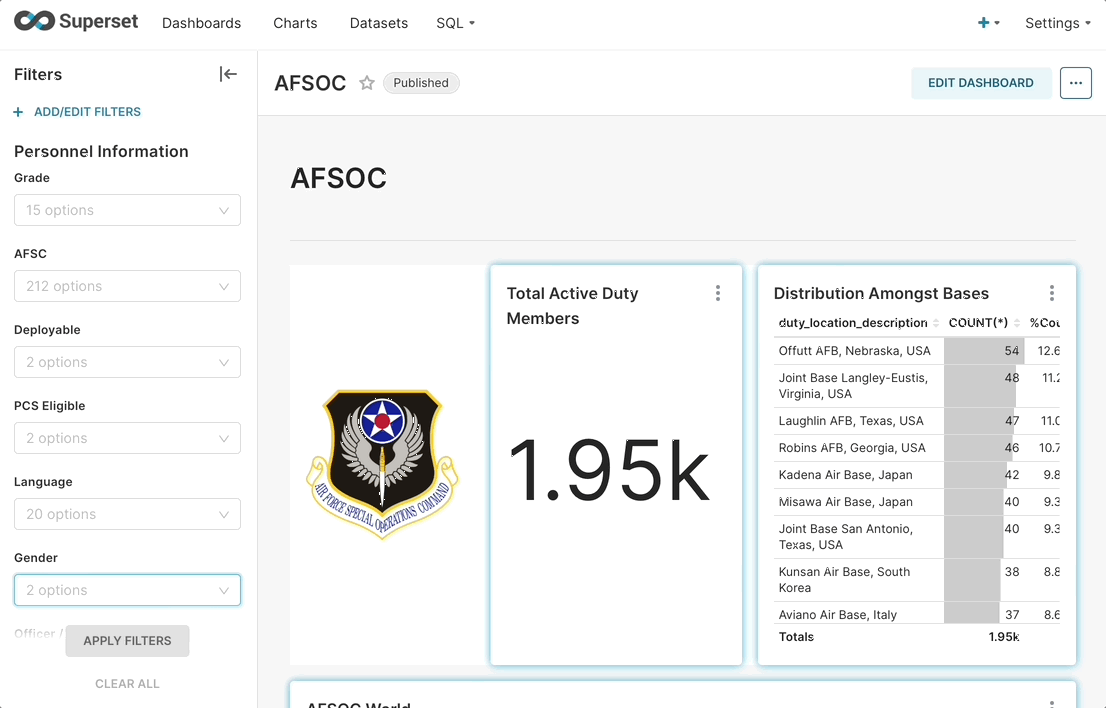 Superset
Dashboards
Charts
Datasets
SQL
+
Settings
Filters
+ ADD/EDIT FILTERS
Personnel Information
Grade
15 options
AFSC
212 options
Deployable
2 options
PCS Eligible
2 options
Language
20 options
Gender
2 options
Officer /
APPLY FILTERS
CLEAR ALL
AFSOC
Published
EDIT DASHBOARD
...
AFSOC
AIR FORCE SPECIAL OPERATIONS COMMAND
Total Active Duty
Members
1.95k
Distribution Amongst Bases
duty_location_description COUNT(*) %Cou
Offutt AFB, Nebraska, USA 54 12.6
Joint Base Langley-Eustis, 48 11.2
Virginia, USA
Laughlin AFB, Texas, USA 47 11.0
Robins AFB, Georgia, USA 46 10.7
Kadena Air Base, Japan 42 9.8
Misawa Air Base, Japan 40 9.3
Joint Base San Antonio, 40 9.3
Texas, USA
Kunsan Air Base, South 38 8.8
Korea
Aviano Air Base, Italy 37 8.6
Totals 1.95k
AFSOC World